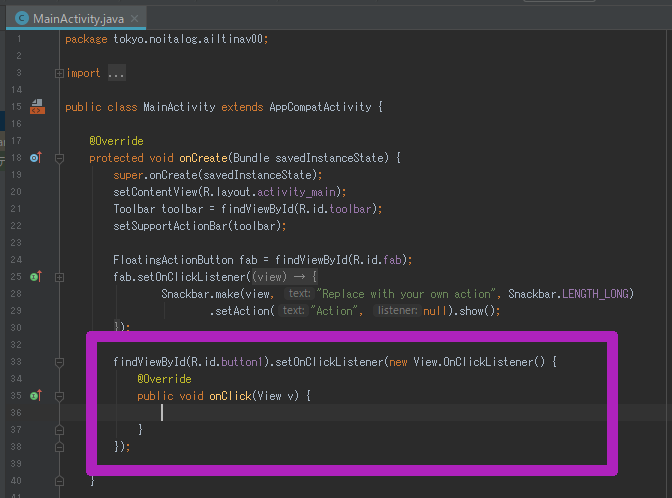 MainActivity.java
1 package tokyo.noitalog.ailtinav00;
2
3 import ...
14
15 public class MainActivity extends AppCompatActivity {
16
17 @Override
18 protected void onCreate(Bundle savedInstanceState) {
19 super.onCreate(savedInstanceState);
20 setContentView(R.layout.activity_main);
21 Toolbar toolbar = findViewById(R.id.toolbar);
22 setSupportActionBar(toolbar);
23
24 FloatingActionButton fab = findViewById(R.id.fab);
25 fab.setOnClickListener((view) → {
28 Snackbar.make(view, text: "Replace with your own action", Snackbar.LENGTH_LONG)
29 .setAction( text: "Action", listener: null).show();
30 });
32
33 findViewById(R.id.button1).setOnClickListener(new View.OnClickListener() {
34 @Override
35 public void onClick(View v) {
36
37 }
38 });
39
40 }
41